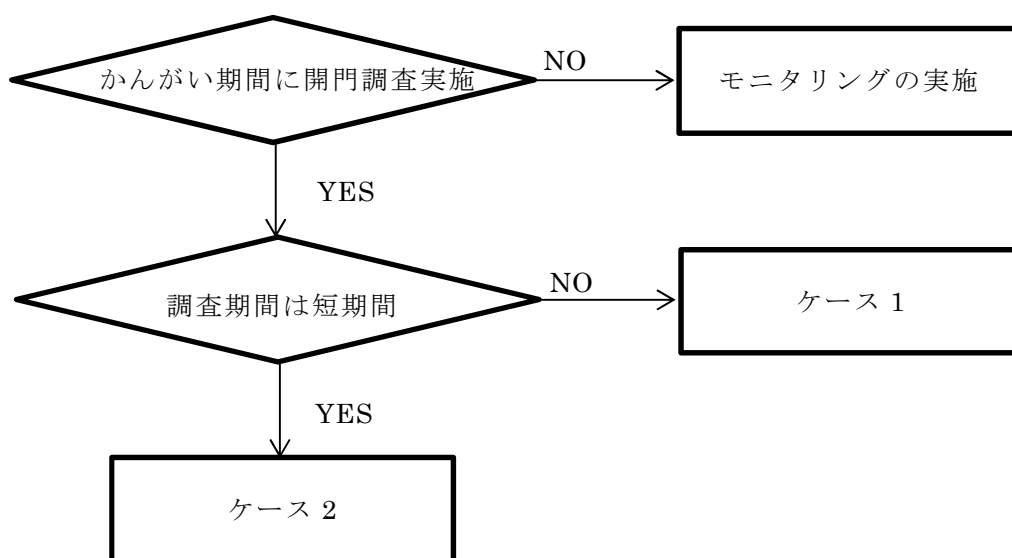 かんがい期間に開門調査実施
NO
モニタリングの実施
YES
調査期間は短期間
NO
ケース 1
YES
ケース 2